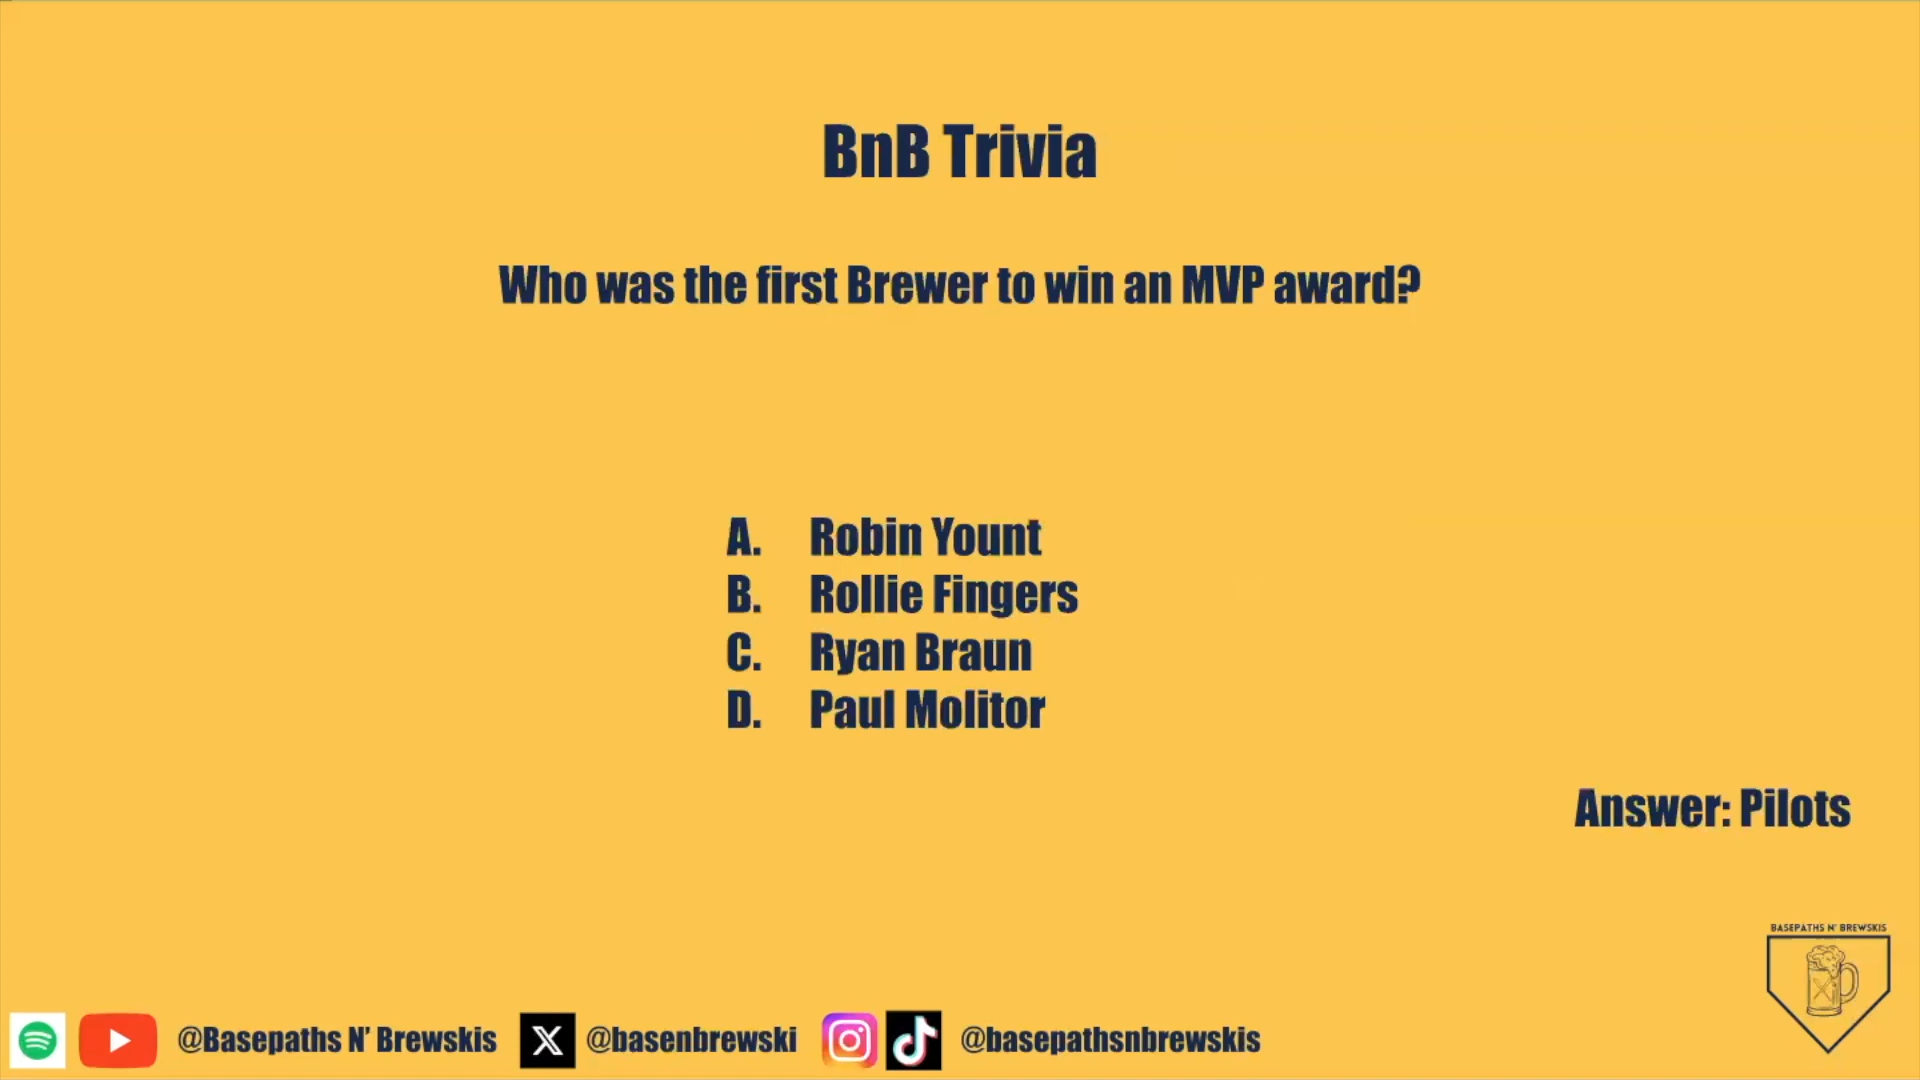 BnB Trivia
Who was the first Brewer to win an MVP award?
A. Robin Yount
B. Rollie Fingers
C. Ryan Braun
D. Paul Molitor
Answer: Pilots
BASEPATHS N' BREWSKIS
@Basepaths N’ Brewskis @basenbrewski @basepathsnbrewskis